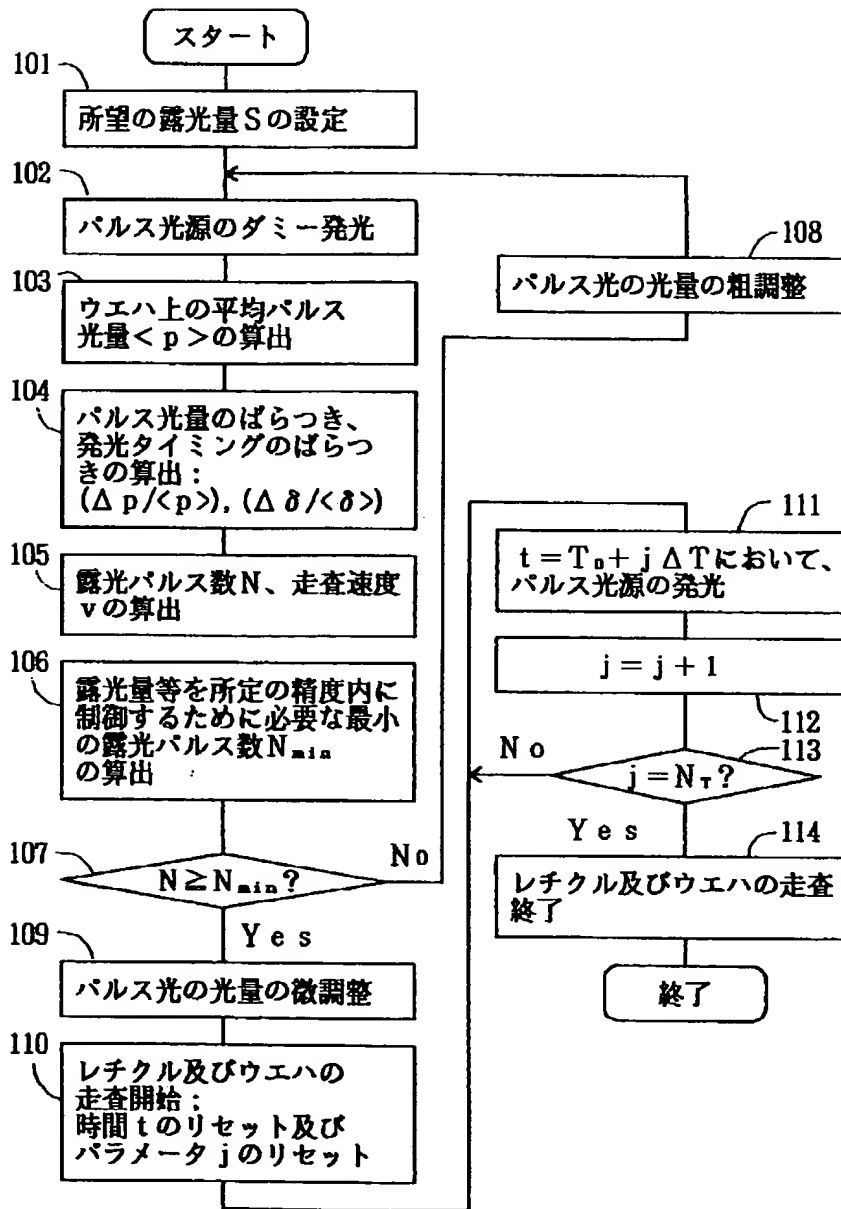 スタート
101
所望の露光量Sの設定
102
パルス光源のダミー発光
103
ウエハ上の平均パルス
光量<p>の算出
104
パルス光量のばらつき、
発光タイミングのばらつ
きの算出:
(Δp/<p>), (Δδ/<δ>)
105
露光パルス数N、走査速度
vの算出
106
露光量等を所定の精度内に
制御するために必要な最小
の露光パルス数Nmin
の算出
107
N≧Nmin?
No
Yes
108
パルス光の光量の粗調整
109
パルス光の光量の微調整
110
レチクル及びウエハの
走査開始:
時間tのリセット及び
パラメータjのリセット
111
t=T₀+jΔTにおいて、
パルス光源の発光
j=j+1
112
113
j=N_T?
No
Yes
114
レチクル及びウエハの走査
終了
終了